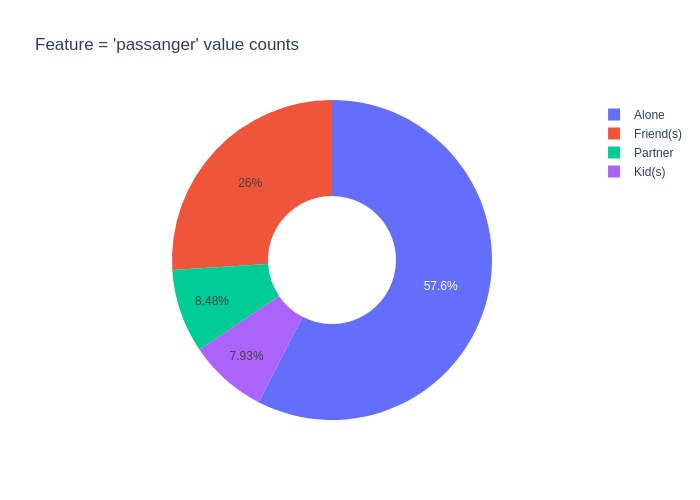 Feature = 'passanger' value counts
Alone
Friend(s)
Partner
Kid(s)
26%
57.6%
8.48%
7.93%